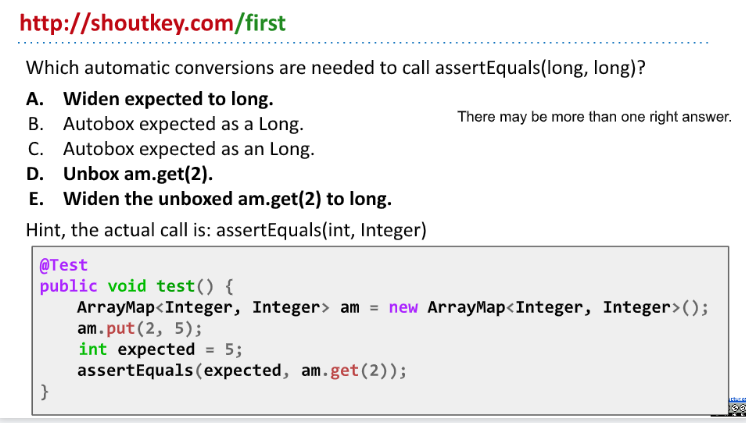 http://shoutkey.com/first
Which automatic conversions are needed to call assertEquals(long, long)?
A. Widen expected to long.
B. Autobox expected as a Long.
There may be more than one right answer.
C. Autobox expected as an Long.
D. Unbox am.get(2).
E. Widen the unboxed am.get(2) to long.
Hint, the actual call is: assertEquals(int, Integer)
@Test
public void test() {
    ArrayMap<Integer, Integer> am = new ArrayMap<Integer, Integer>();
    am.put(2, 5);
    int expected = 5;
    assertEquals(expected, am.get(2));
}